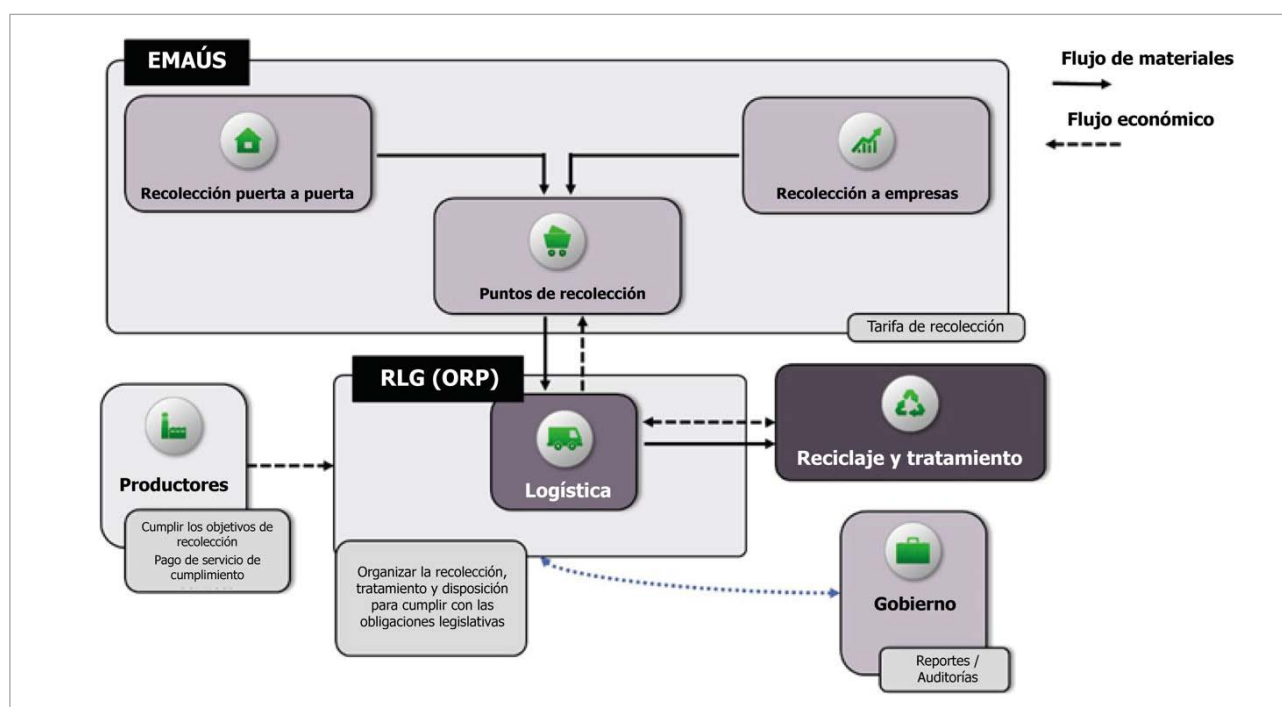 EMAÚS
Flujo de materiales
Flujo económico
Recolección puerta a puerta
Recolección a empresas
Puntos de recolección
Tarifa de recolección
RLG (ORP)
Productores
Cumplir los objetivos de
recolección
Pago de servicio de
cumplimiento
Logística
Reciclaje y tratamiento
Organizar la recolección,
tratamiento y disposición
para cumplir con las
obligaciones legislativas
Gobierno
Reportes /
Auditorías